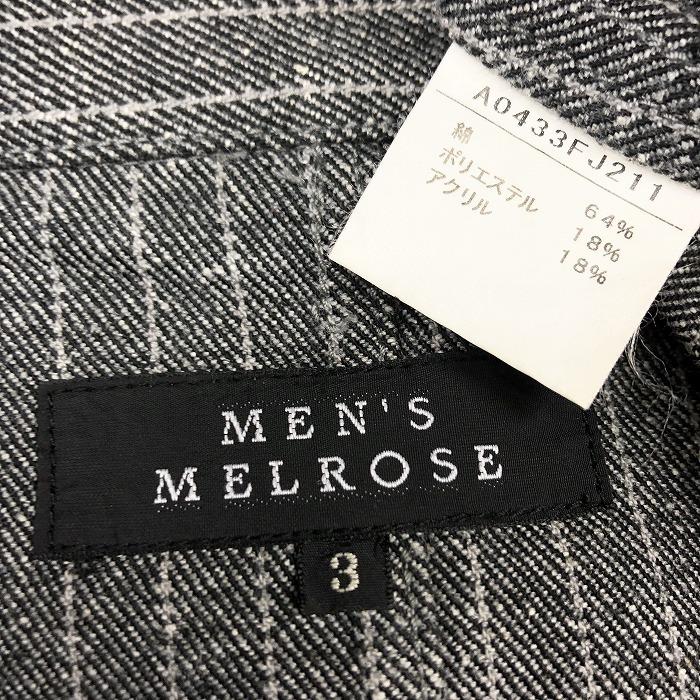 A0433FJ211
綿 64%
ポリエステル 18%
アクリル 18%
MEN'S
MELROSE
3